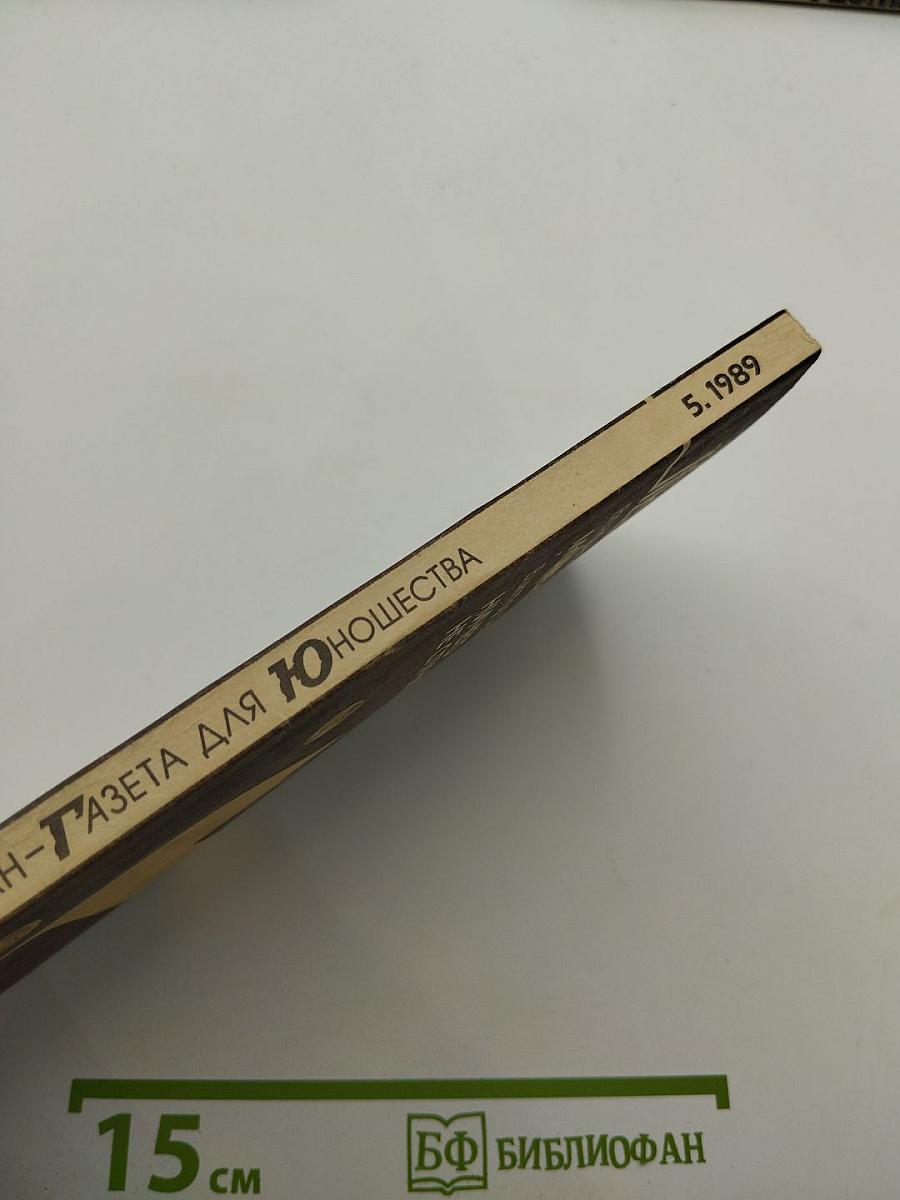 Н-ГАЗЕТА ДЛЯ ЮНОШЕСТВА 5.1989
15 см
БФ БИБЛИОФАН